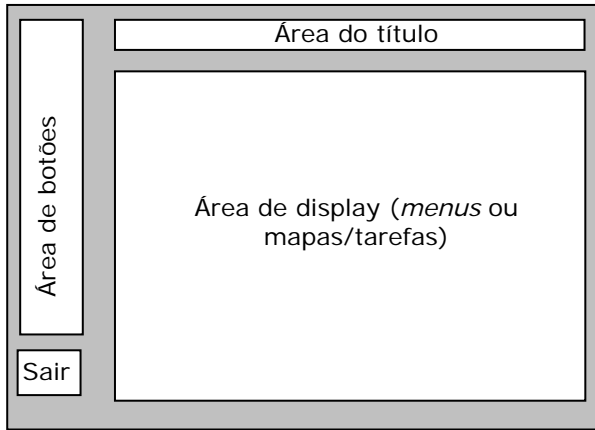 Área do título
Área de botões
Área de display (menus ou
mapas/tarefas)
Sair